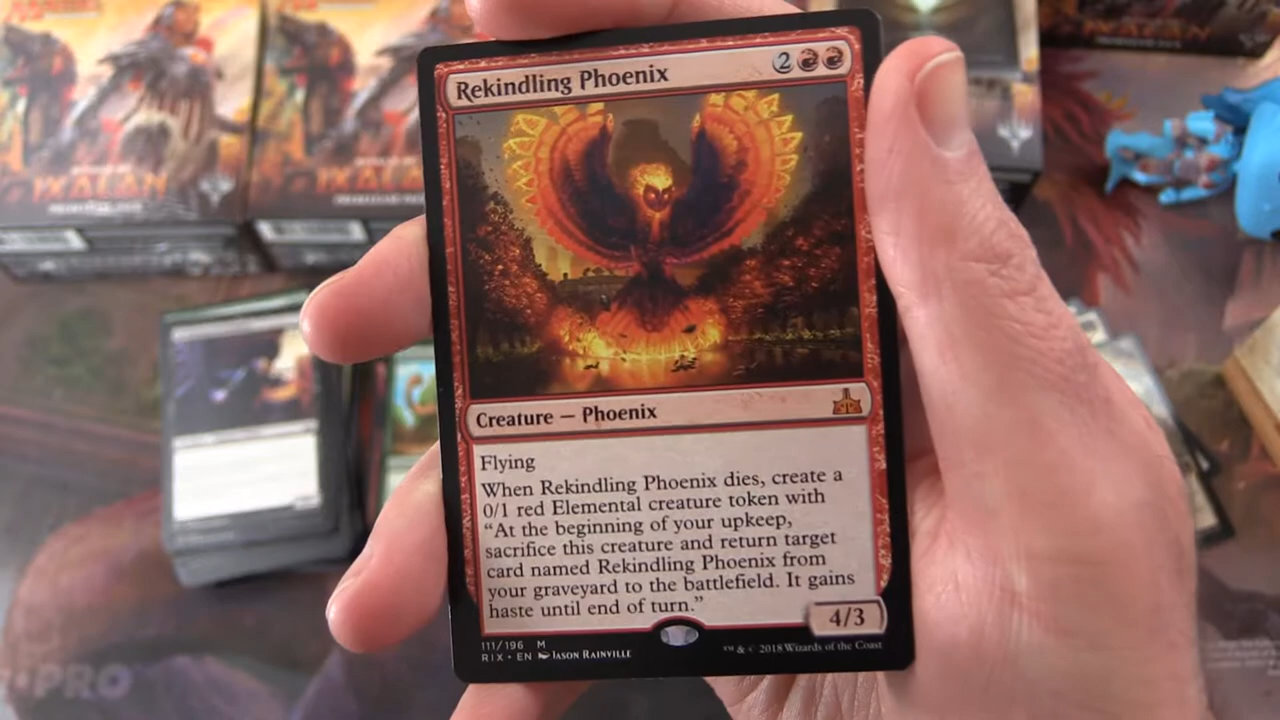 IXALAN
IXALAN
Rekindling Phoenix
2
Creature — Phoenix
Flying
When Rekindling Phoenix dies, create a
0/1 red Elemental creature token with
“At the beginning of your upkeep,
sacrifice this creature and return target
card named Rekindling Phoenix from
your graveyard to the battlefield. It gains
haste until end of turn.”
4/3
111/196 M
RIX • EN JASON RAINVILLE
™ & © 2018 Wizards of the Coast
PRO